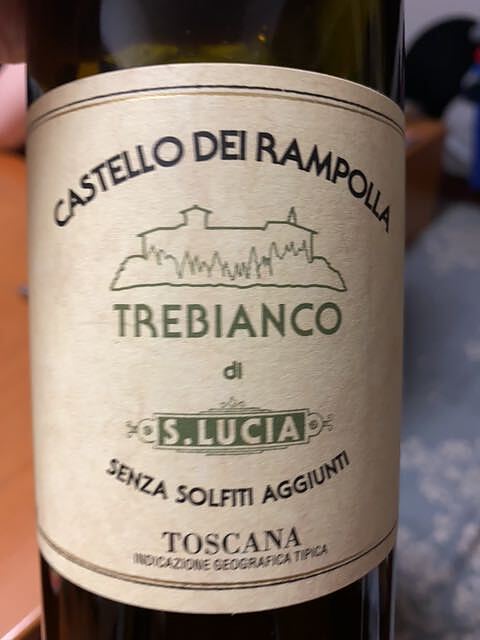 CASTELLO DEI RAMPOLLA
TREBIANCO
di
S. LUCIA
SENZA SOLFITI AGGIUNTI
TOSCANA
INDICAZIONE GEOGRAFICA TIPICA